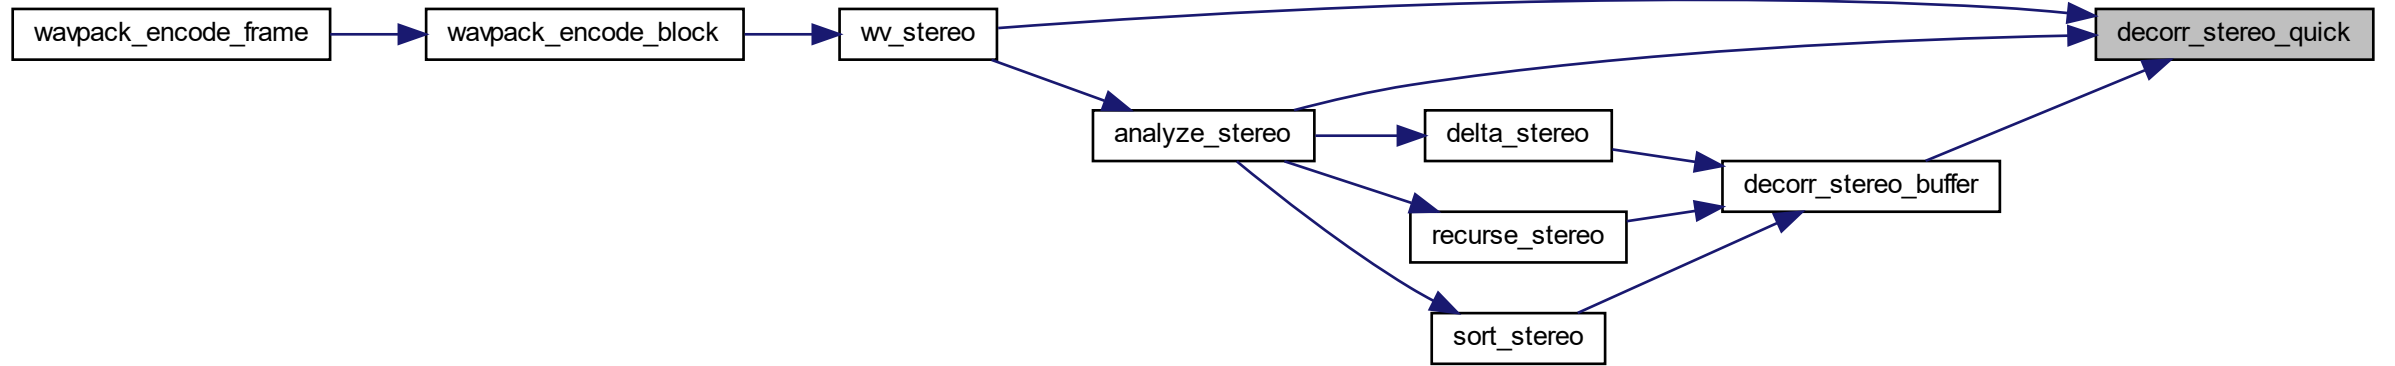 wavpack_encode_frame
wavpack_encode_block
wv_stereo
decorr_stereo_quick
analyze_stereo
delta_stereo
decorr_stereo_buffer
recurse_stereo
sort_stereo